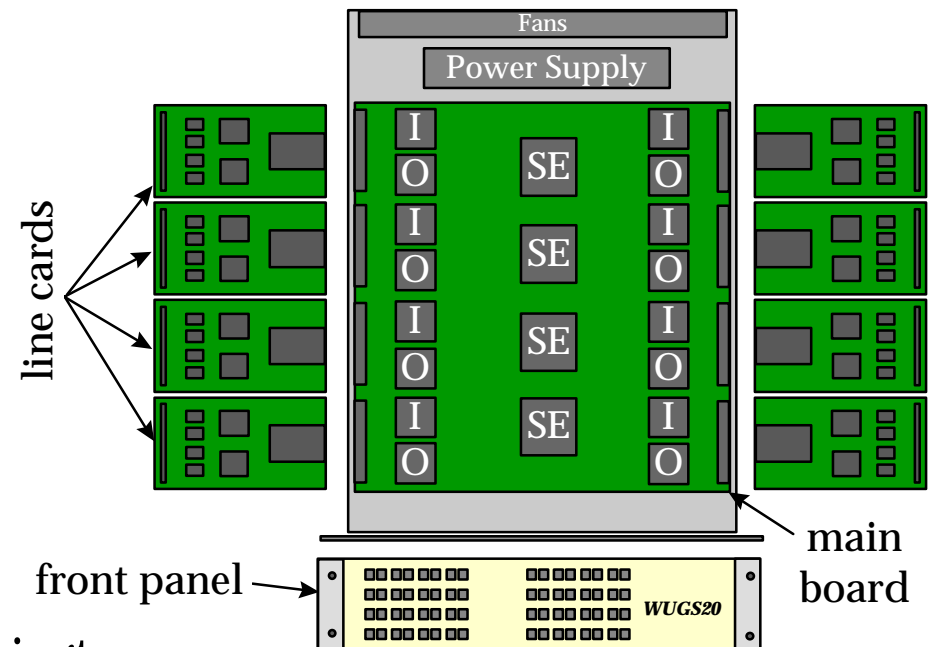 Fans
Power Supply
I I
O SE O
I I
O SE O
I I
O SE O
I I
O SE O
line cards
main
board
front panel
WUGS20